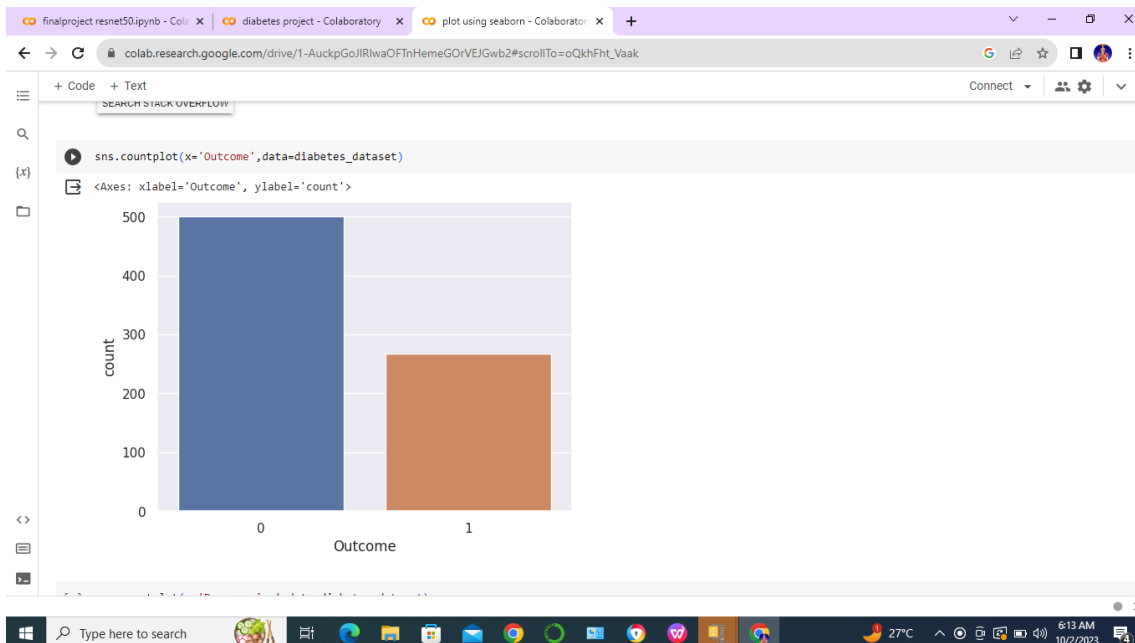 finalproject resnet50.ipynb - Cola
diabetes project - Colaboratory
plot using seaborn - Colaborator
colab.research.google.com/drive/1-AuckpGoJlRlwaOFTnHemeGOrVEJGwb2#scrollTo=oQkhFht_Vaak
+ Code + Text
Connect
SEARCH STACK OVERFLOW
{x}
sns.countplot(x='Outcome',data=diabetes_dataset)
<Axes: xlabel='Outcome', ylabel='count'>
500
400
300
200
100
0
count
0 1
Outcome
Type here to search
27°C
6:13 AM
10/2/2023